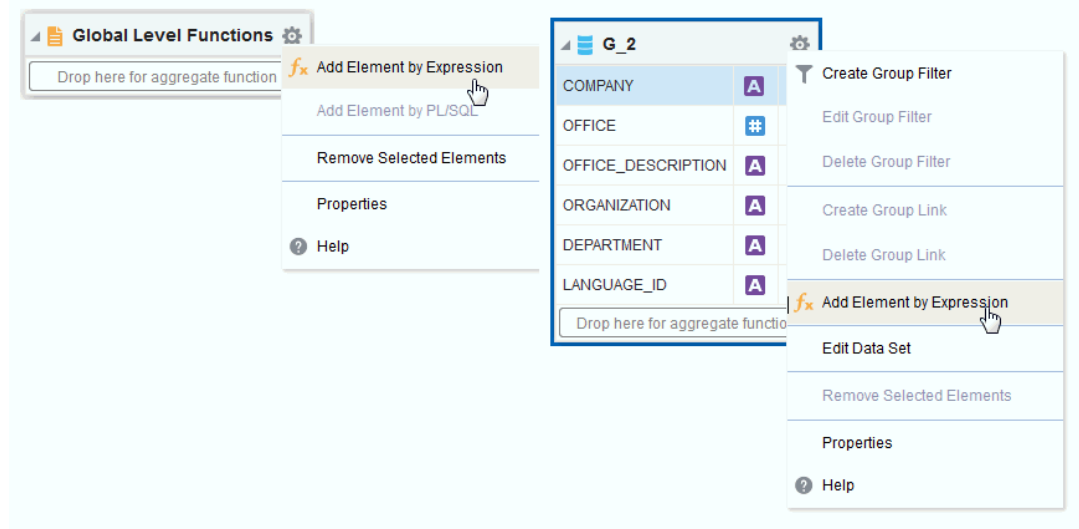 Global Level Functions
Drop here for aggregate function
fx Add Element by Expression
Add Element by PL/SQL
Remove Selected Elements
Properties
? Help
G_2
COMPANY A
OFFICE #
OFFICE_DESCRIPTION A
ORGANIZATION A
DEPARTMENT A
LANGUAGE_ID A
Drop here for aggregate functio
Create Group Filter
Edit Group Filter
Delete Group Filter
Create Group Link
Delete Group Link
fx Add Element by Expression
Edit Data Set
Remove Selected Elements
Properties
? Help